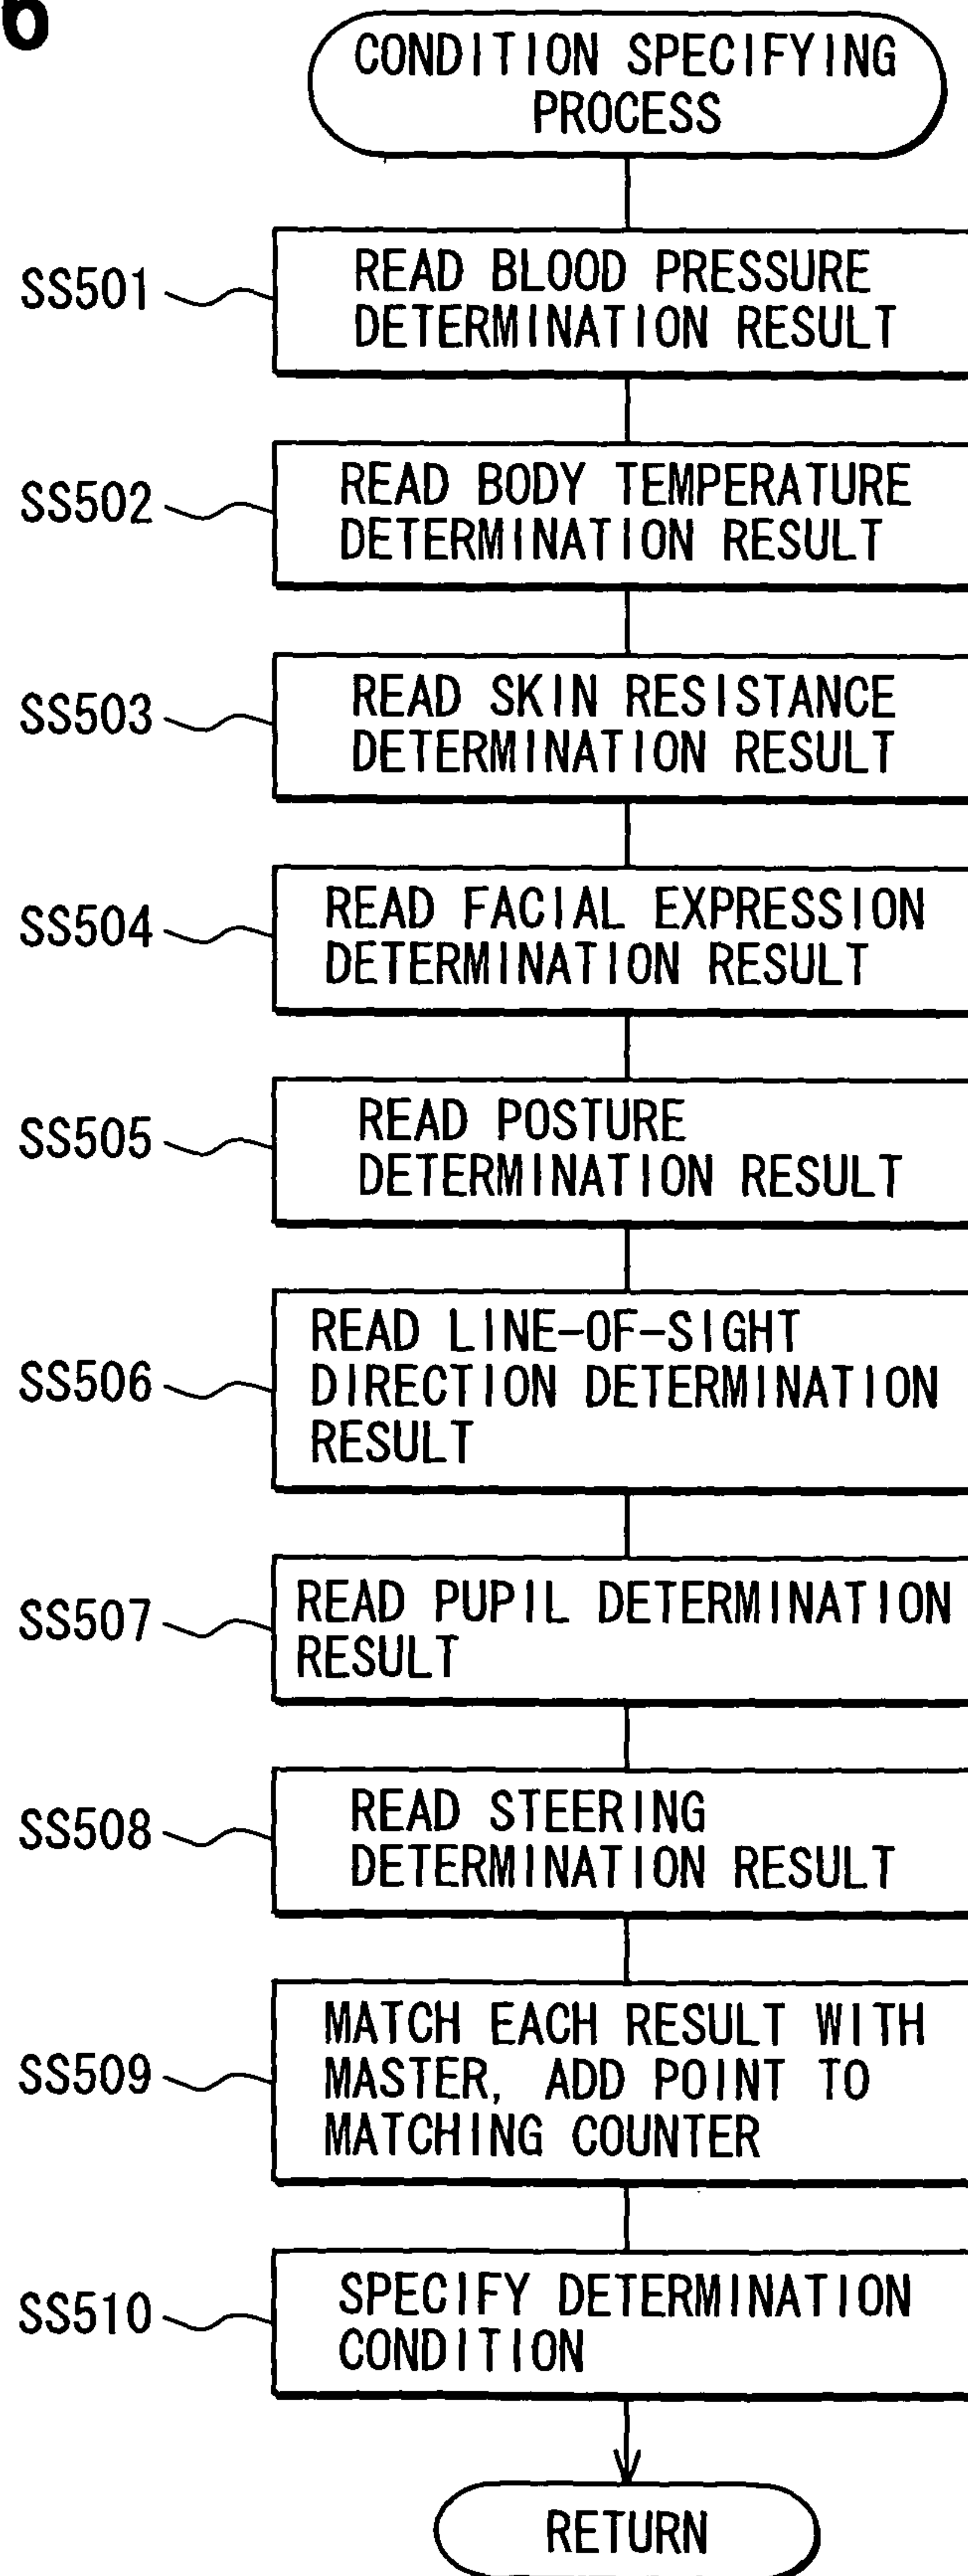 6
CONDITION SPECIFYING
PROCESS
SS501
READ BLOOD PRESSURE
DETERMINATION RESULT
SS502
READ BODY TEMPERATURE
DETERMINATION RESULT
SS503
READ SKIN RESISTANCE
DETERMINATION RESULT
SS504
READ FACIAL EXPRESSION
DETERMINATION RESULT
SS505
READ POSTURE
DETERMINATION RESULT
SS506
READ LINE-OF-SIGHT
DIRECTION DETERMINATION
RESULT
SS507
READ PUPIL DETERMINATION
RESULT
SS508
READ STEERING
DETERMINATION RESULT
SS509
MATCH EACH RESULT WITH
MASTER, ADD POINT TO
MATCHING COUNTER
SS510
SPECIFY DETERMINATION
CONDITION
RETURN